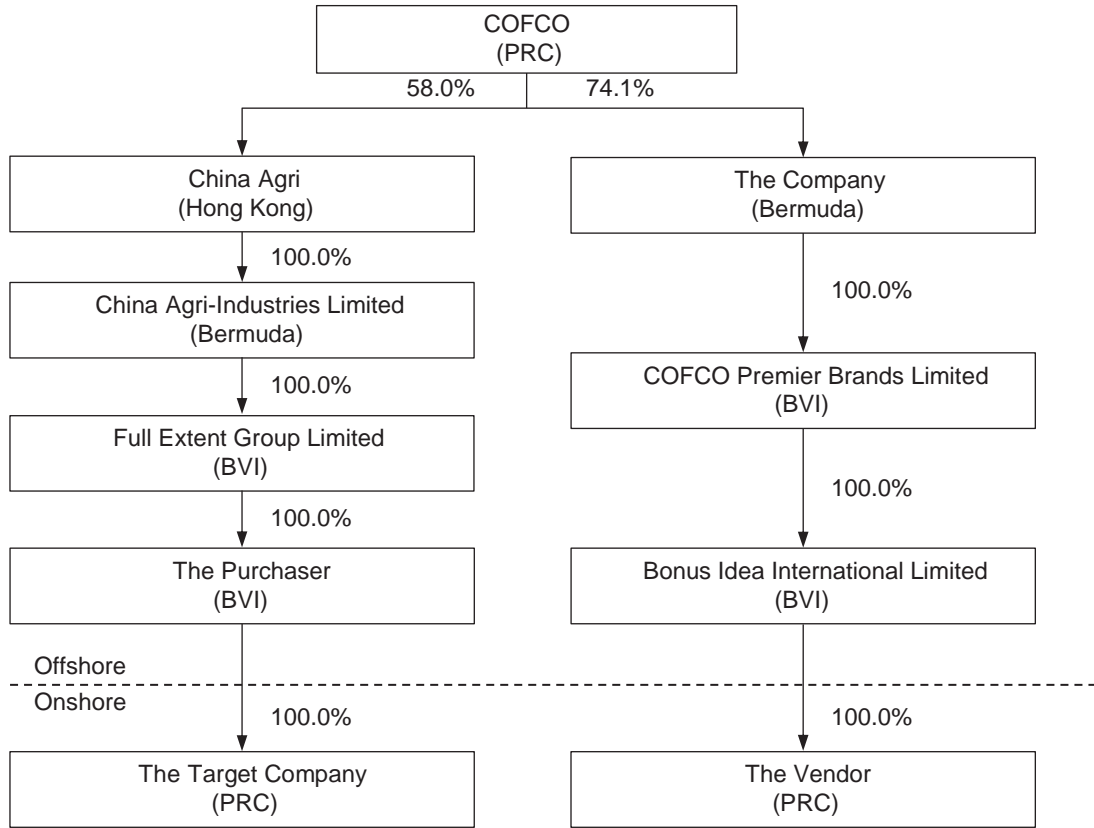 COFCO
(PRC)
58.0%
74.1%
China Agri
(Hong Kong)
The Company
(Bermuda)
100.0%
China Agri-Industries Limited
(Bermuda)
100.0%
100.0%
COFCO Premier Brands Limited
(BVI)
Full Extent Group Limited
(BVI)
100.0%
100.0%
The Purchaser
(BVI)
Bonus Idea International Limited
(BVI)
Offshore
Onshore
100.0%
100.0%
The Target Company
(PRC)
The Vendor
(PRC)